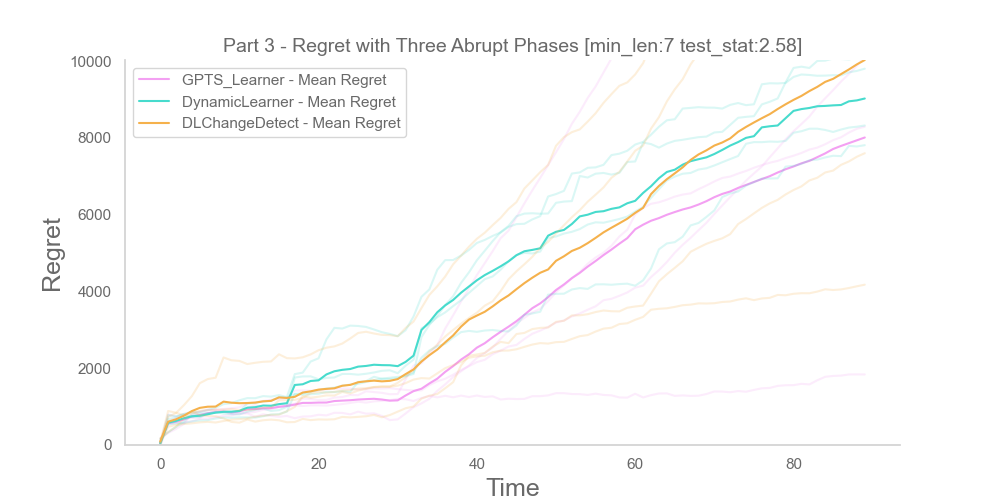 Part 3 - Regret with Three Abrupt Phases [min_len:7 test_stat:2.58]
GPTS_Learner - Mean Regret
DynamicLearner - Mean Regret
DLChangeDetect - Mean Regret
Regret
10000
8000
6000
4000
2000
0
0 20 40 60 80
Time